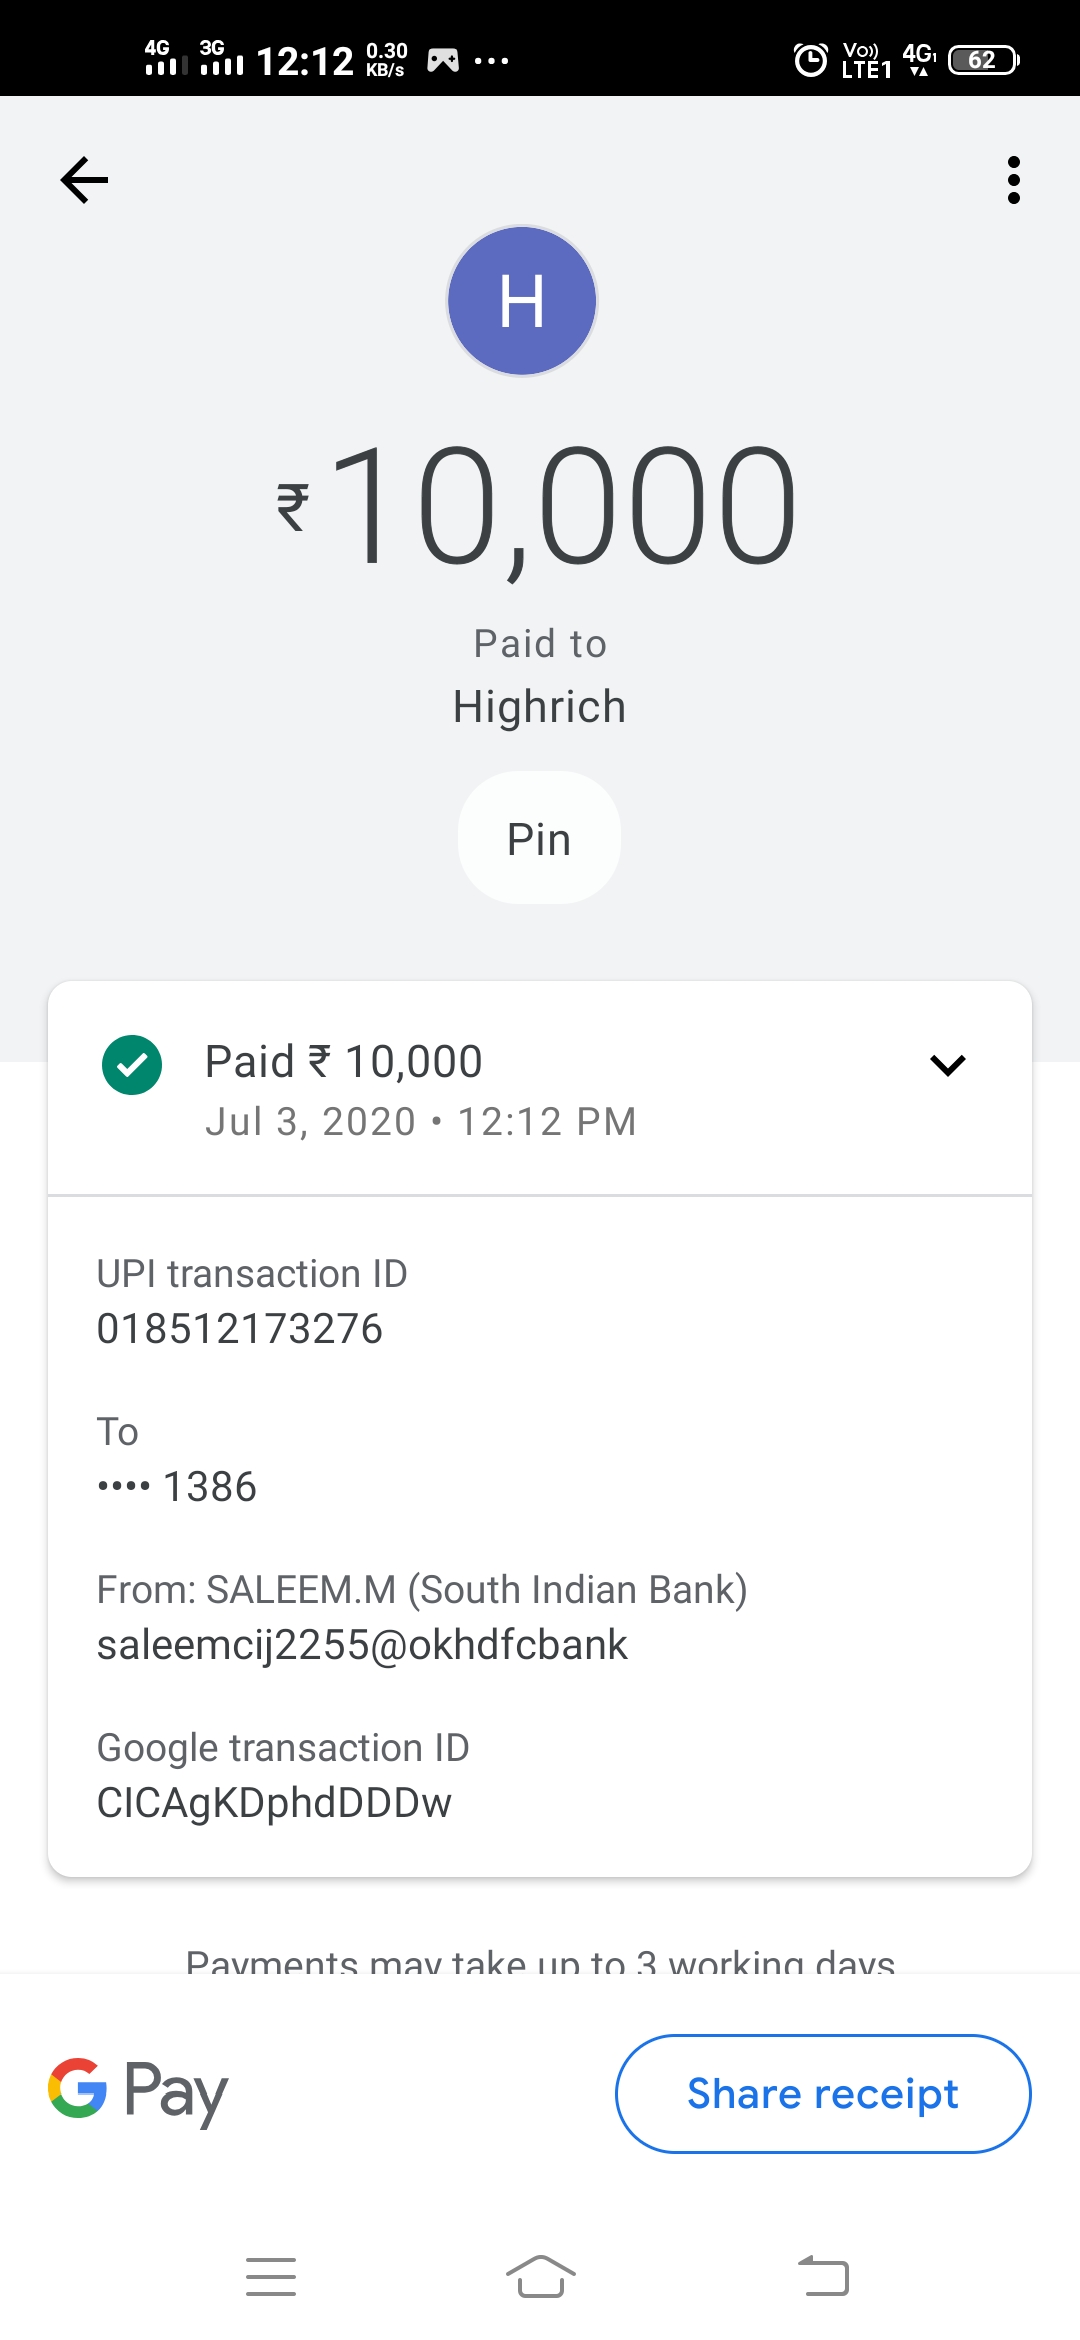 4G 3G 12:12 0.30 KB/s ... Vo)) LTE1 4G1 62
H
₹10,000
Paid to
Highrich
Pin
Paid ₹ 10,000
Jul 3, 2020 • 12:12 PM
UPI transaction ID
018512173276
To
•••• 1386
From: SALEEM.M (South Indian Bank)
saleemcij2255@okhdfcbank
Google transaction ID
CICAgKDphdDDDw
Payments may take up to 3 working days
G Pay
Share receipt